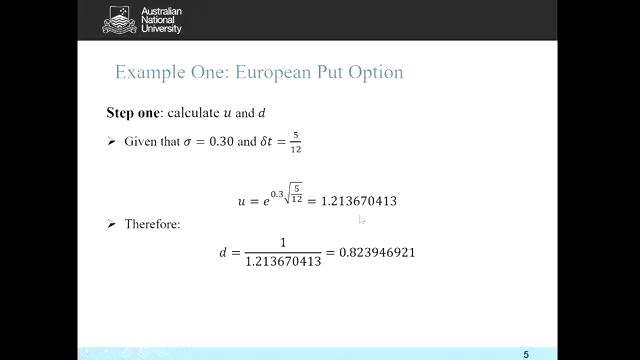 Australian
National
University
Example One: European Put Option
Step one: calculate u and d
➤ Given that σ = 0.30 and δt = 5/12
u = e^{0.3√(5/12)} = 1.213670413
➤ Therefore:
d = 1/1.213670413 = 0.823946921
5